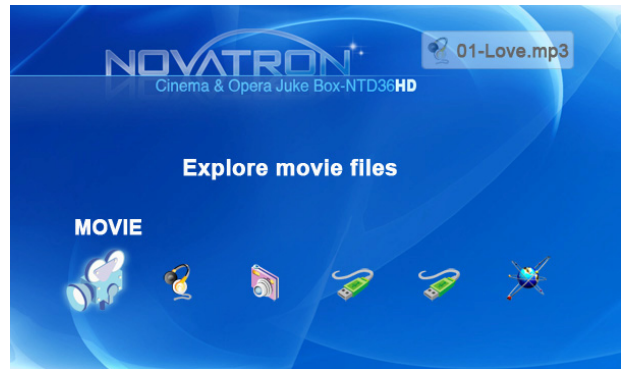 NOVATRON
01-Love.mp3
Cinema & Opera Juke Box-NTD36HD
Explore movie files
MOVIE